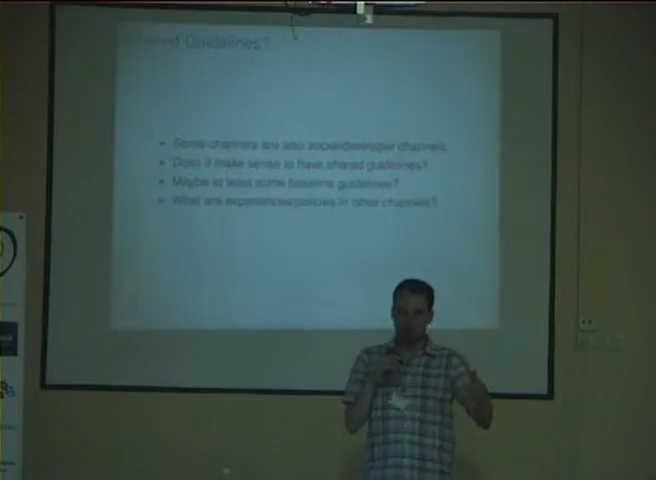 Shared Guidelines?
Some channels are also social/developer channels
Does it make sense to have shared guidelines?
Maybe at least some baseline guidelines?
What are experiences/policies in other channels?